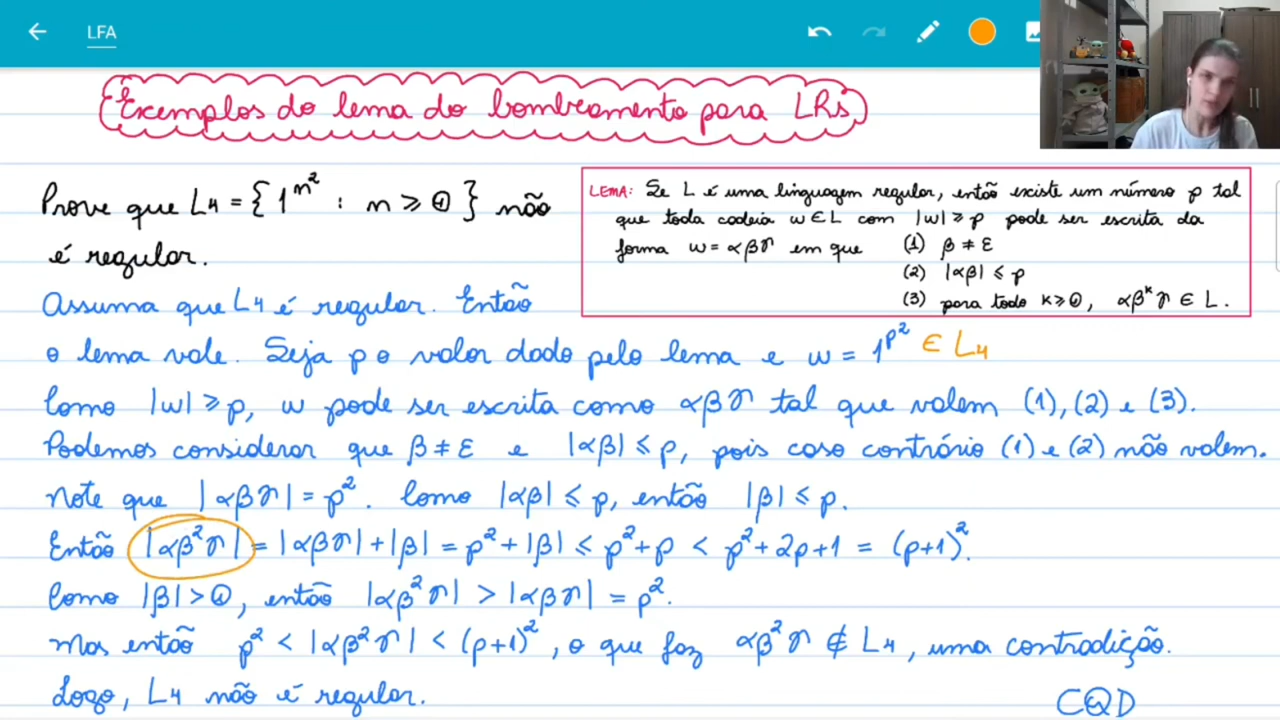 LFA
Exemplos do lema do bombeamento para LRs
Prove que L₄ = { 1^n² : n ≥ 0 } não
é regular.
LEMA: Se L é uma linguagem regular, então existe um número p tal
que toda cadeia w ∈ L com |w| ≥ p pode ser escrita da
forma w = αβγ em que (1) β ≠ ε
(2) |αβ| ≤ p
(3) para todo k ≥ 0, αβ^kγ ∈ L.
Assuma que L₄ é regular. Então
o lema vale. Seja p o valor dado pelo lema e w = 1^p² ∈ L₄
Como |w| ≥ p, w pode ser escrita como αβγ tal que valem (1), (2) e (3).
Podemos considerar que β ≠ ε e |αβ| ≤ p, pois caso contrário (1) e (2) não valem.
Note que |αβγ| = p². Como |αβ| ≤ p, então |β| ≤ p.
Então |αβ²γ| = |αβγ| + |β| = p² + |β| ≤ p² + p < p² + 2p + 1 = (p+1)².
Como |β| > 0, então |αβ²γ| > |αβγ| = p².
Mas então p² < |αβ²γ| < (p+1)², o que faz αβ²γ ∉ L₄, uma contradição.
Logo, L₄ não é regular.
CQD